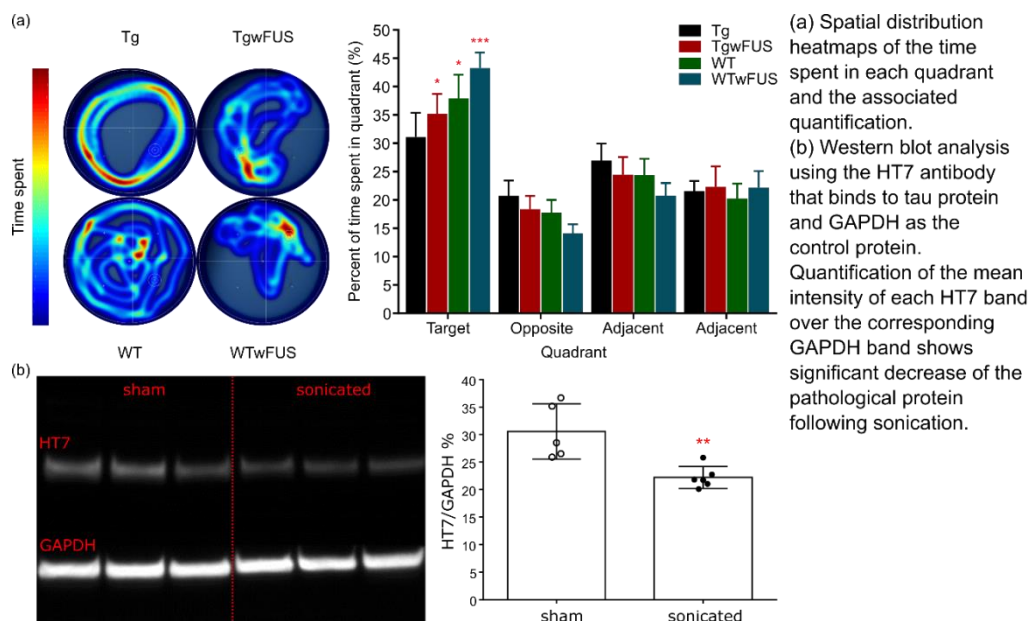 (a)
Tg
TgwFUS
Time spent
WT
WTwFUS
Percent of time spent in quadrant (%)
50
45
40
35
30
25
20
15
10
5
0
*
*
***
Tg
TgwFUS
WT
WTwFUS
Target
Opposite
Adjacent
Adjacent
Quadrant
(a) Spatial distribution
heatmaps of the time
spent in each quadrant
and the associated
quantification.
(b) Western blot analysis
using the HT7 antibody
that binds to tau protein
and GAPDH as the
control protein.
Quantification of the mean
intensity of each HT7 band
over the corresponding
GAPDH band shows
significant decrease of the
pathological protein
following sonication.
(b)
sham
sonicated
HT7
GAPDH
HT7/GAPDH %
40
35
30
25
20
15
10
5
0
**
sham
sonicated